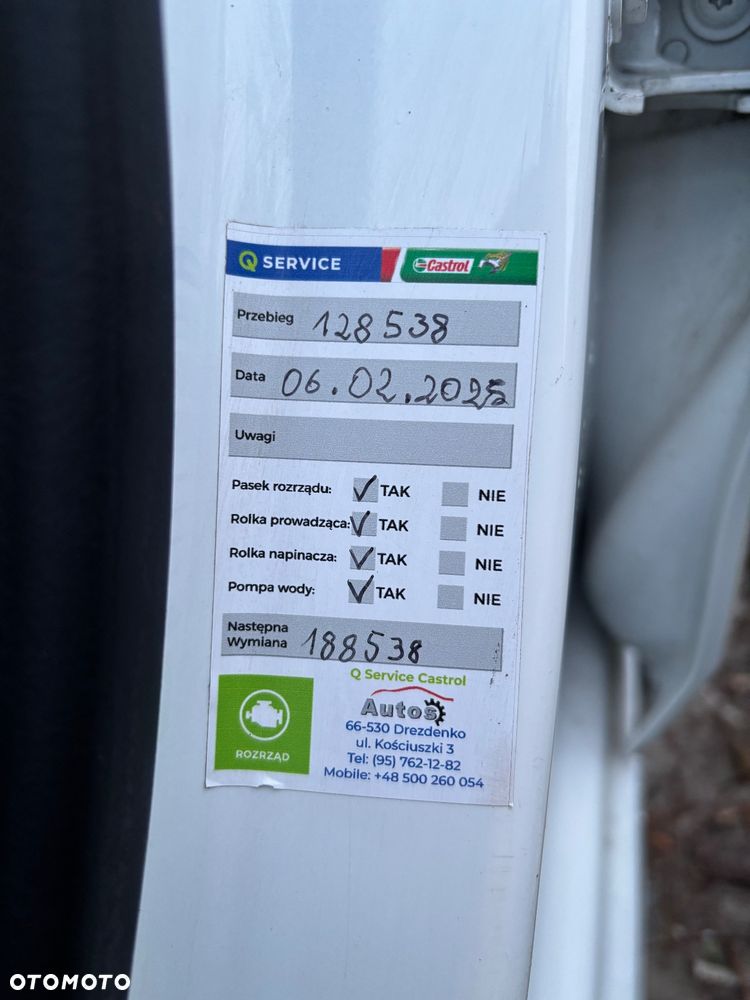 Q SERVICE Castrol
Przebieg 128538
Data 06.02.2025
Uwagi
Pasek rozrządu: ✓ TAK NIE
Rolka prowadząca: ✓ TAK NIE
Rolka napinacza: ✓ TAK NIE
Pompa wody: ✓ TAK NIE
Następna
Wymiana 188538
Q Service Castrol
Autos
66-530 Drezdenko
ul. Kościuszki 3
Tel: (95) 762-12-82
Mobile: +48 500 260 054
ROZRZĄD
OTOMOTO